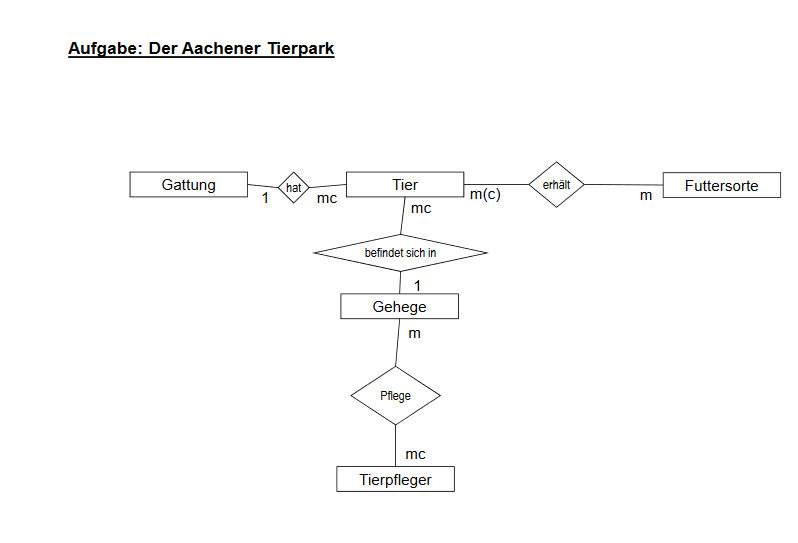 Aufgabe: Der Aachener Tierpark
Gattung
1
hat
mc
Tier
m(c)
erhält
m
Futtersorte
mc
befindet sich in
1
Gehege
m
Pflege
mc
Tierpfleger